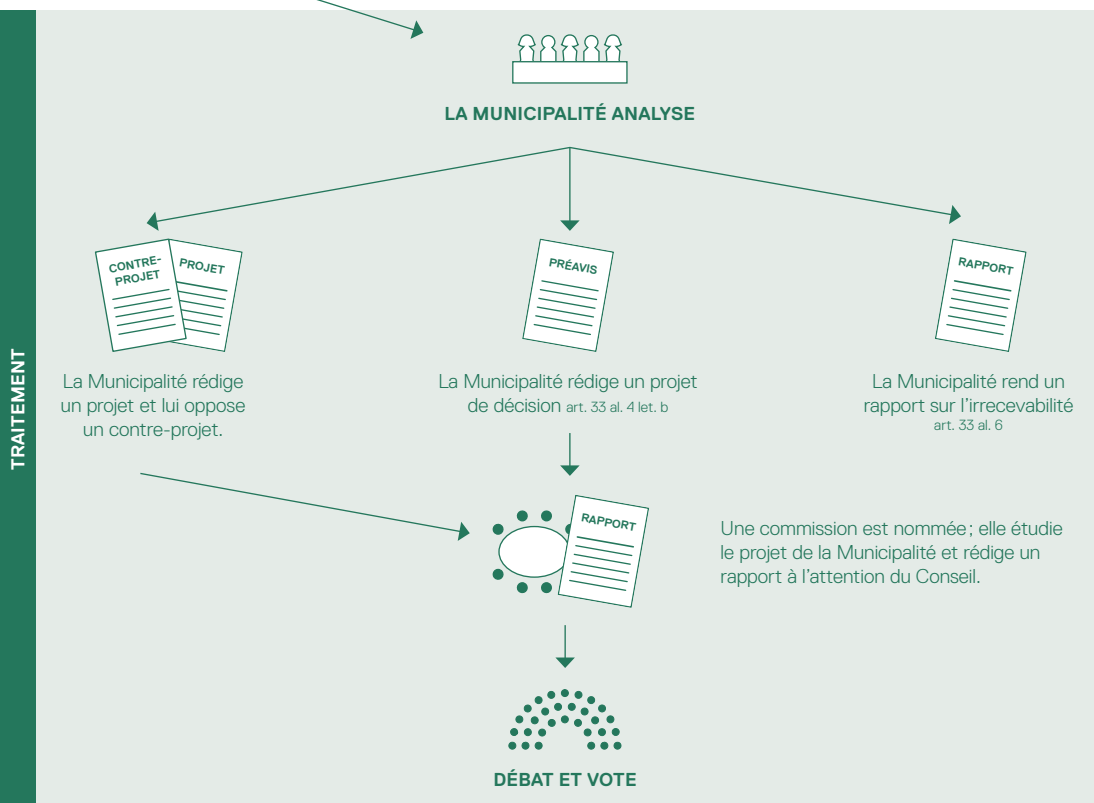 TRAITEMENT
LA MUNICIPALITÉ ANALYSE
CONTRE-
PROJET
PROJET
La Municipalité rédige
un projet et lui oppose
un contre-projet.
PRÉAVIS
La Municipalité rédige un projet
de décision art. 33 al. 4 let. b
RAPPORT
La Municipalité rend un
rapport sur l'irrecevabilité
art. 33 al. 6
RAPPORT
Une commission est nommée ; elle étudie
le projet de la Municipalité et rédige un
rapport à l'attention du Conseil.
DÉBAT ET VOTE